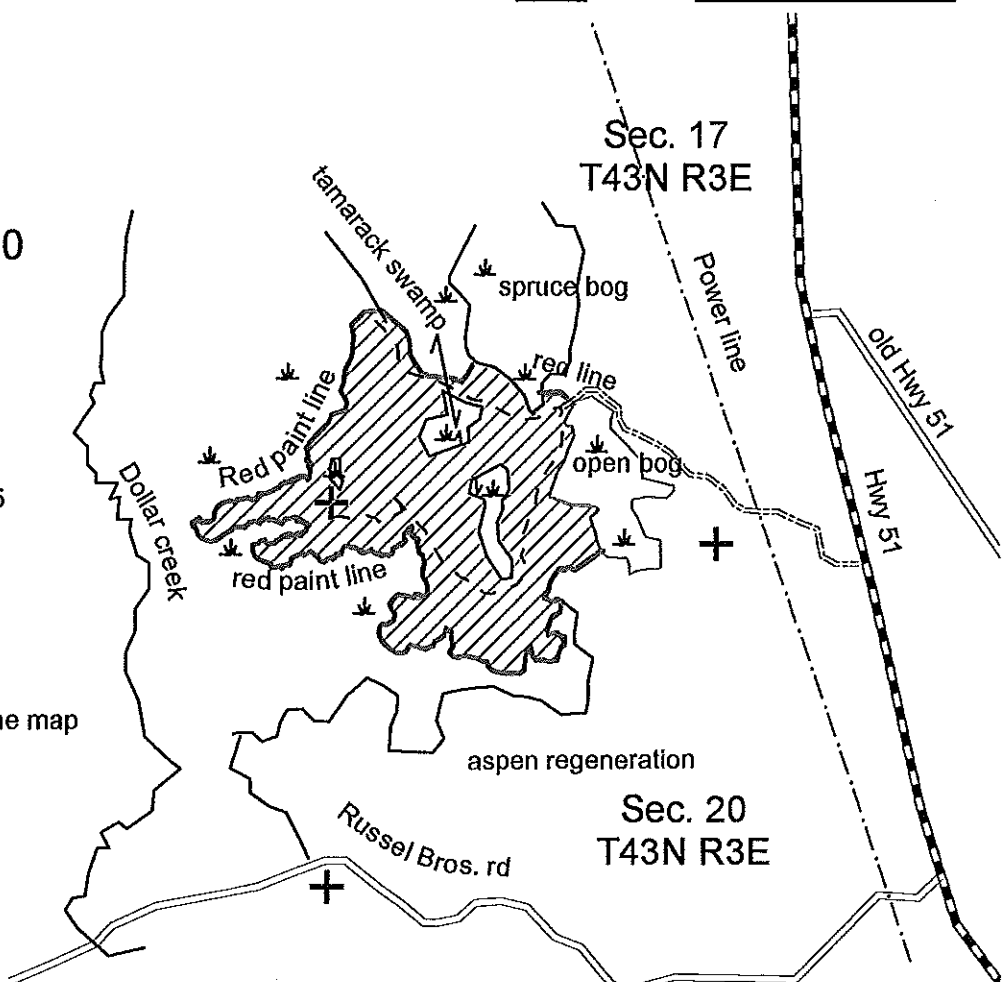 Sec. 17
T43N R3E
tamarack swamp
0
spruce bog
Power line
red line
old Hwy 51
Red paint line
open bog
Dollar creek
Hwy 51
red paint line
map
aspen regeneration
Sec. 20
T43N R3E
Russel Bros. rd